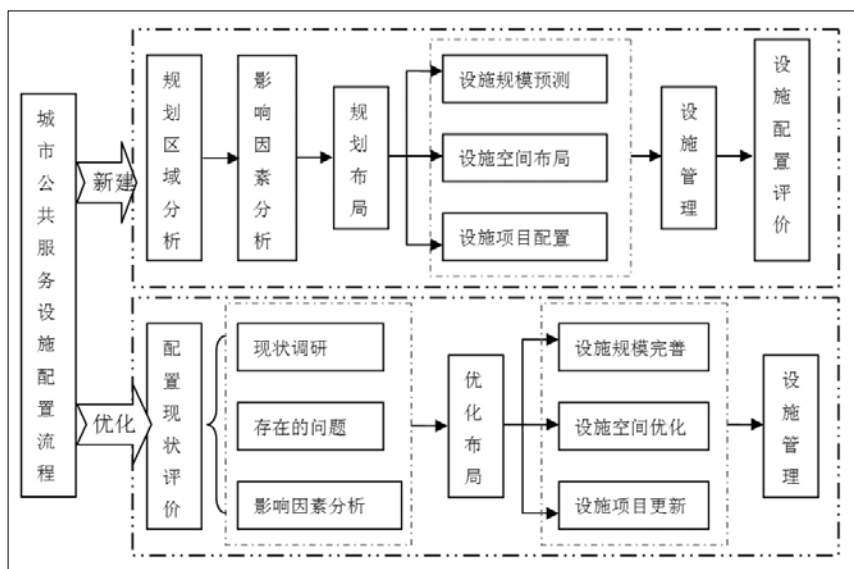 城市公共服务设施配置流程
新建
规划区域分析
影响因素分析
规划布局
设施规模预测
设施空间布局
设施项目配置
设施管理
设施配置评价
优化
配置现状评价
现状调研
存在的问题
影响因素分析
优化布局
设施规模完善
设施空间优化
设施项目更新
设施管理